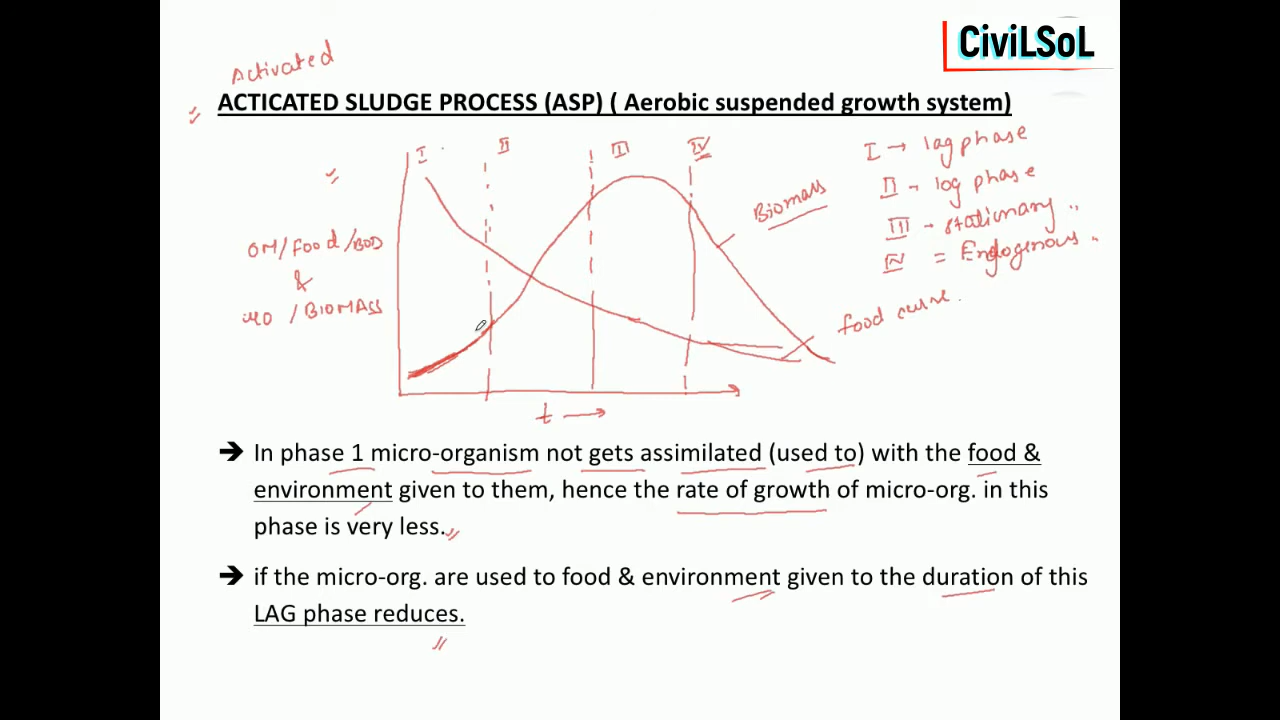 CiviLSoL
Activated
ACTICATED SLUDGE PROCESS (ASP) ( Aerobic suspended growth system)
I II III IV
I → lag phase
II - log phase
III - stationary "
IV = Endogenous "
Biomass
OM/Food/BOD
&
MO / BIOMASS
food curve.
t →
➔ In phase 1 micro-organism not gets assimilated (used to) with the food &
environment given to them, hence the rate of growth of micro-org. in this
phase is very less.
➔ if the micro-org. are used to food & environment given to the duration of this
LAG phase reduces.